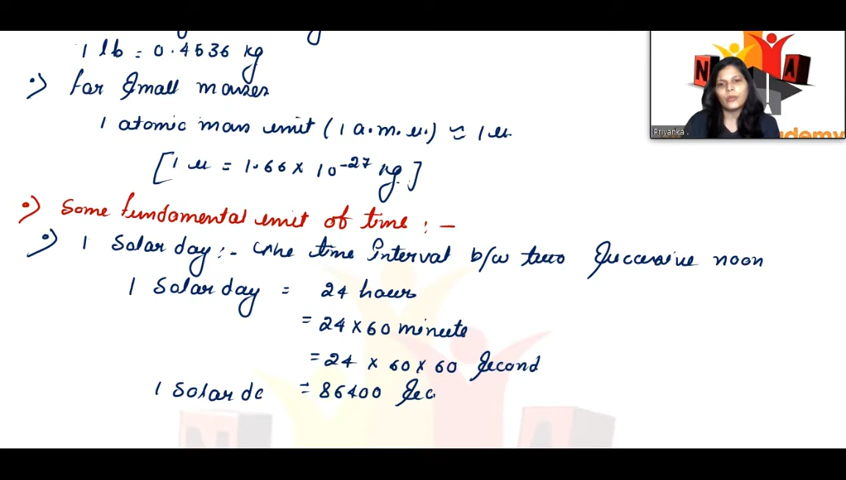 1 lb = 0.4536 kg
·) For Small masses
1 atomic mass unit (1 a.m.u.) ≈ 1u.
[1 u = 1.66 × 10⁻²⁷ kg]
·) Some fundamental unit of time :-
·) 1 Solar day :- The time Interval b/w two Successive noon
1 Solar day = 24 hours
= 24 × 60 minute
= 24 × 60 × 60 Second
1 Solar da = 86400 Sec
N A
ademy
Priyanka .